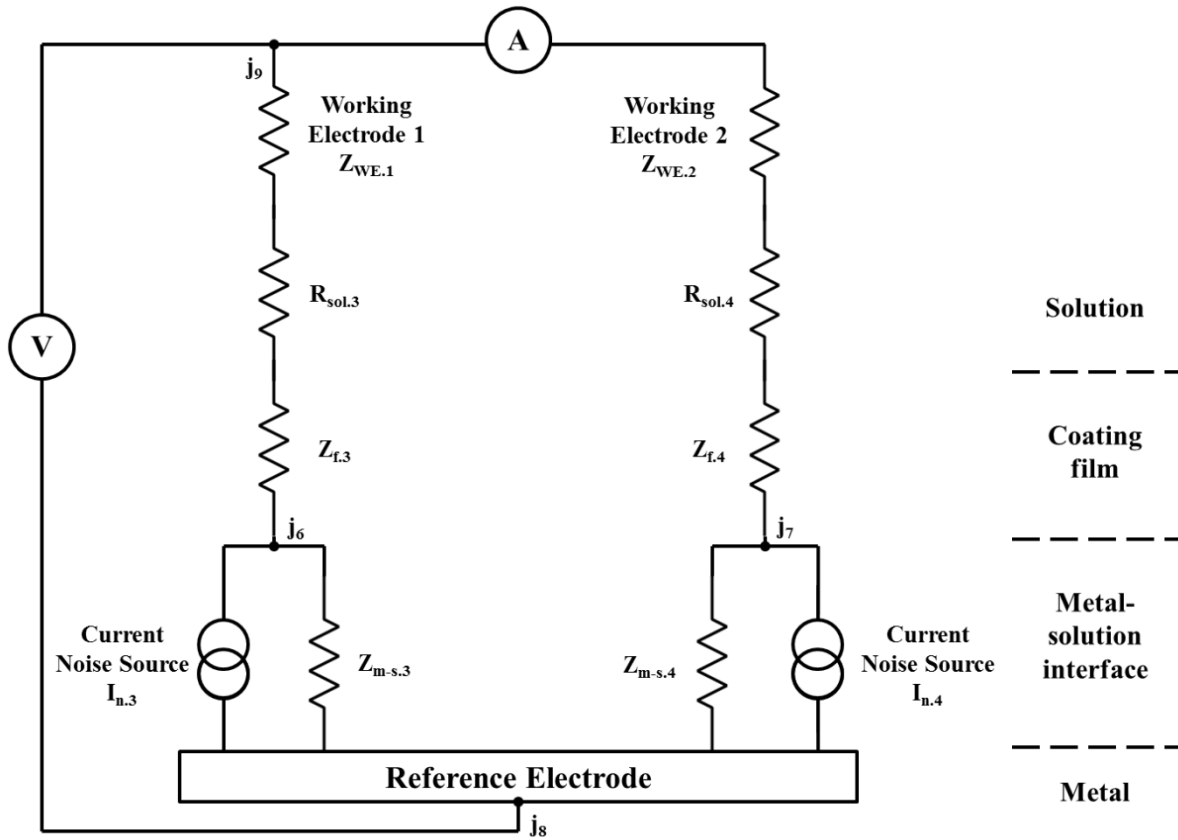 A
j9
Working
Electrode 1
ZWE.1
Working
Electrode 2
ZWE.2
Rsol.3
Rsol.4
Solution
V
Zf.3
Zf.4
Coating
film
j6
j7
Current
Noise Source
In.3
Zm-s.3
Zm-s.4
Current
Noise Source
In.4
Metal-
solution
interface
Reference Electrode
Metal
j8